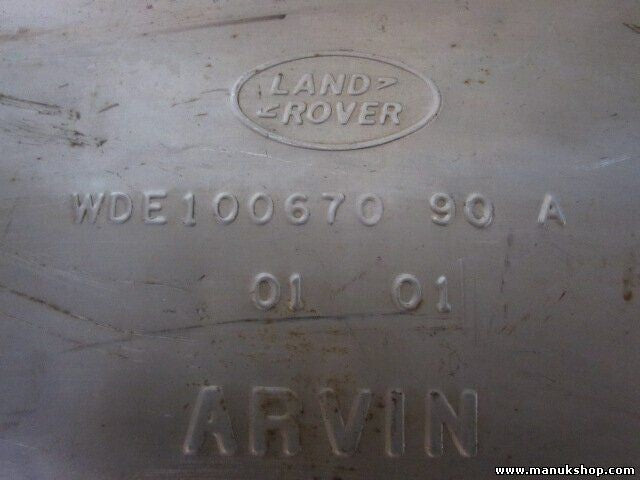 LAND
ROVER
WDE100670 90 A
01 01
ARVIN
www.manukshop.com